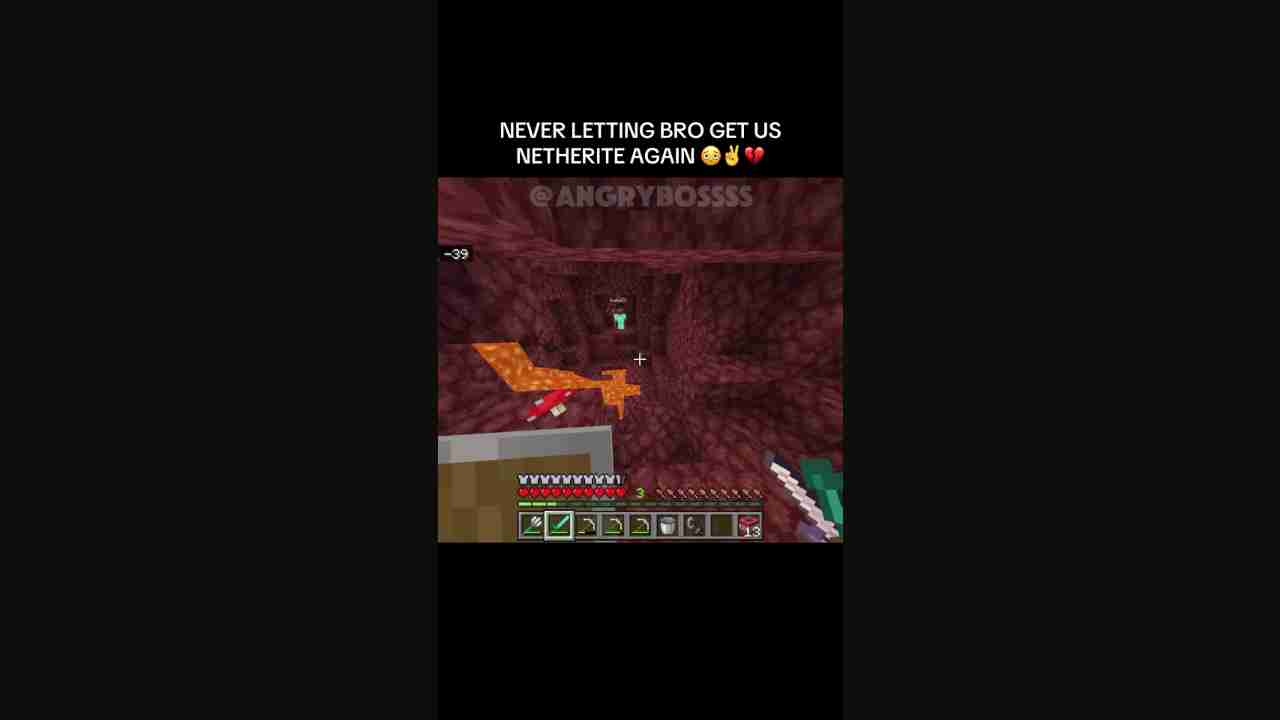 NEVER LETTING BRO GET US
NETHERITE AGAIN 😳✌️💔
@ANGRYBOSSSS
-39
3
13